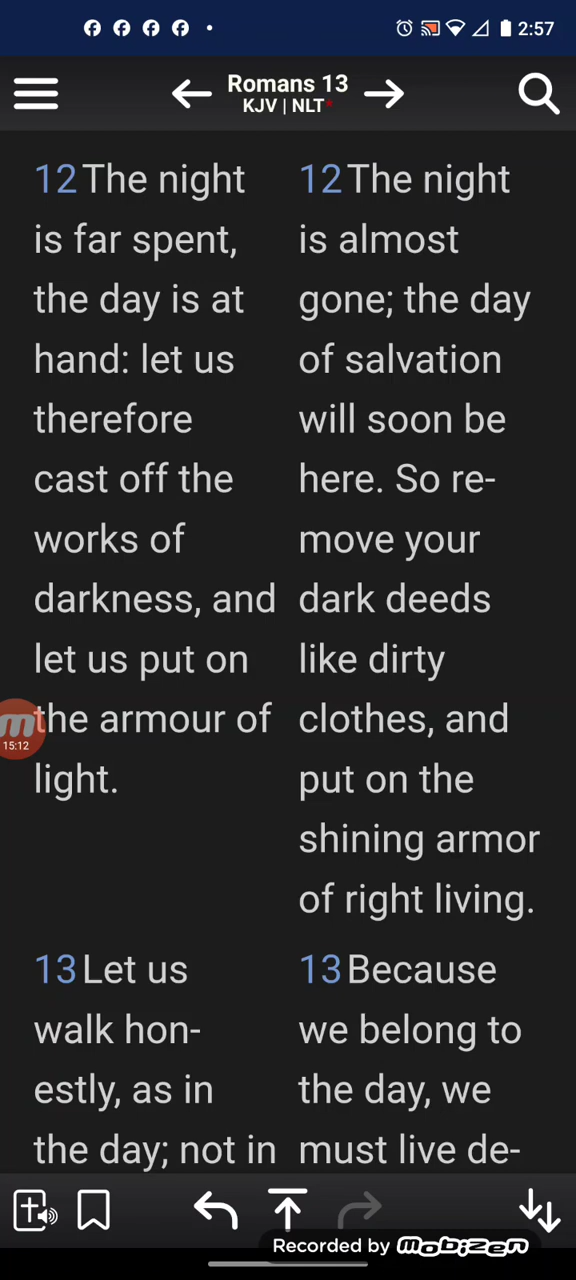 2:57
Romans 13
KJV | NLT*
12 The night
is far spent,
the day is at
hand: let us
therefore
cast off the
works of
darkness, and
let us put on
the armour of
light.
12 The night
is almost
gone; the day
of salvation
will soon be
here. So re-
move your
dark deeds
like dirty
clothes, and
put on the
shining armor
of right living.
13 Let us
walk hon-
estly, as in
the day; not in
13 Because
we belong to
the day, we
must live de-
15:12
Recorded by mobizen